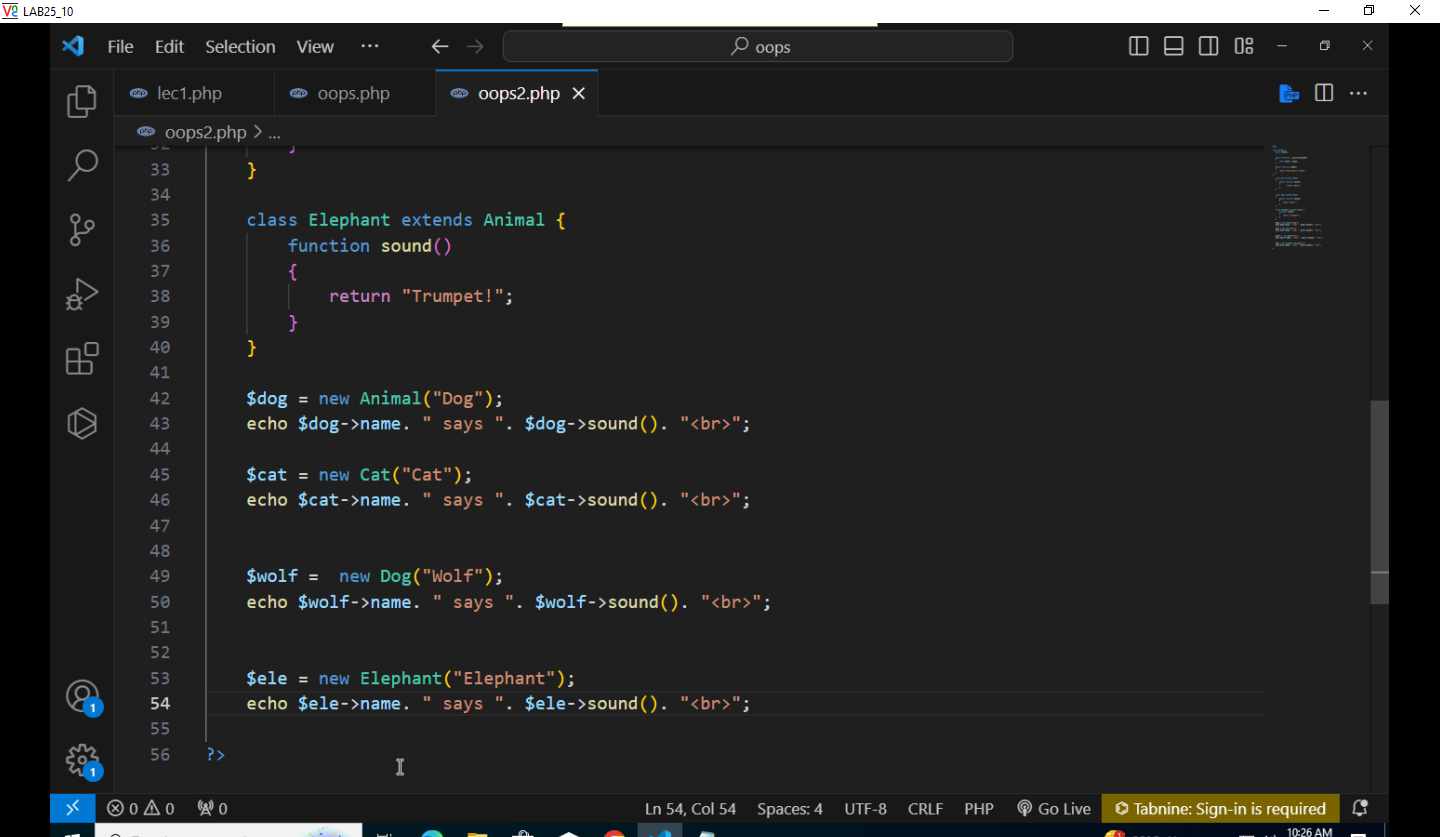 LAB25_10
File Edit Selection View ... oops
lec1.php oops.php oops2.php
oops2.php > ...
32 }
33 }
34
35 class Elephant extends Animal {
36 function sound()
37 {
38 return "Trumpet!";
39 }
40 }
41
42 $dog = new Animal("Dog");
43 echo $dog->name. " says ". $dog->sound(). "<br>";
44
45 $cat = new Cat("Cat");
46 echo $cat->name. " says ". $cat->sound(). "<br>";
47
48
49 $wolf =  new Dog("Wolf");
50 echo $wolf->name. " says ". $wolf->sound(). "<br>";
51
52
53 $ele = new Elephant("Elephant");
54 echo $ele->name. " says ". $ele->sound(). "<br>";
55
56 ?>
1
1
0 0 0 Ln 54, Col 54 Spaces: 4 UTF-8 CRLF PHP Go Live Tabnine: Sign-in is required
10:26 AM